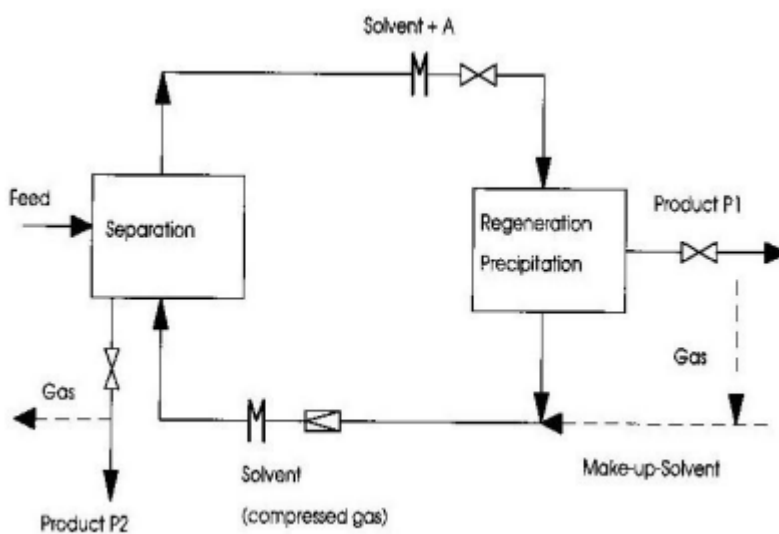 Solvent + A
Feed
Separation
Regeneration
Precipitation
Product P1
Gas
Gas
Make-up-Solvent
Solvent
(compressed gas)
Product P2